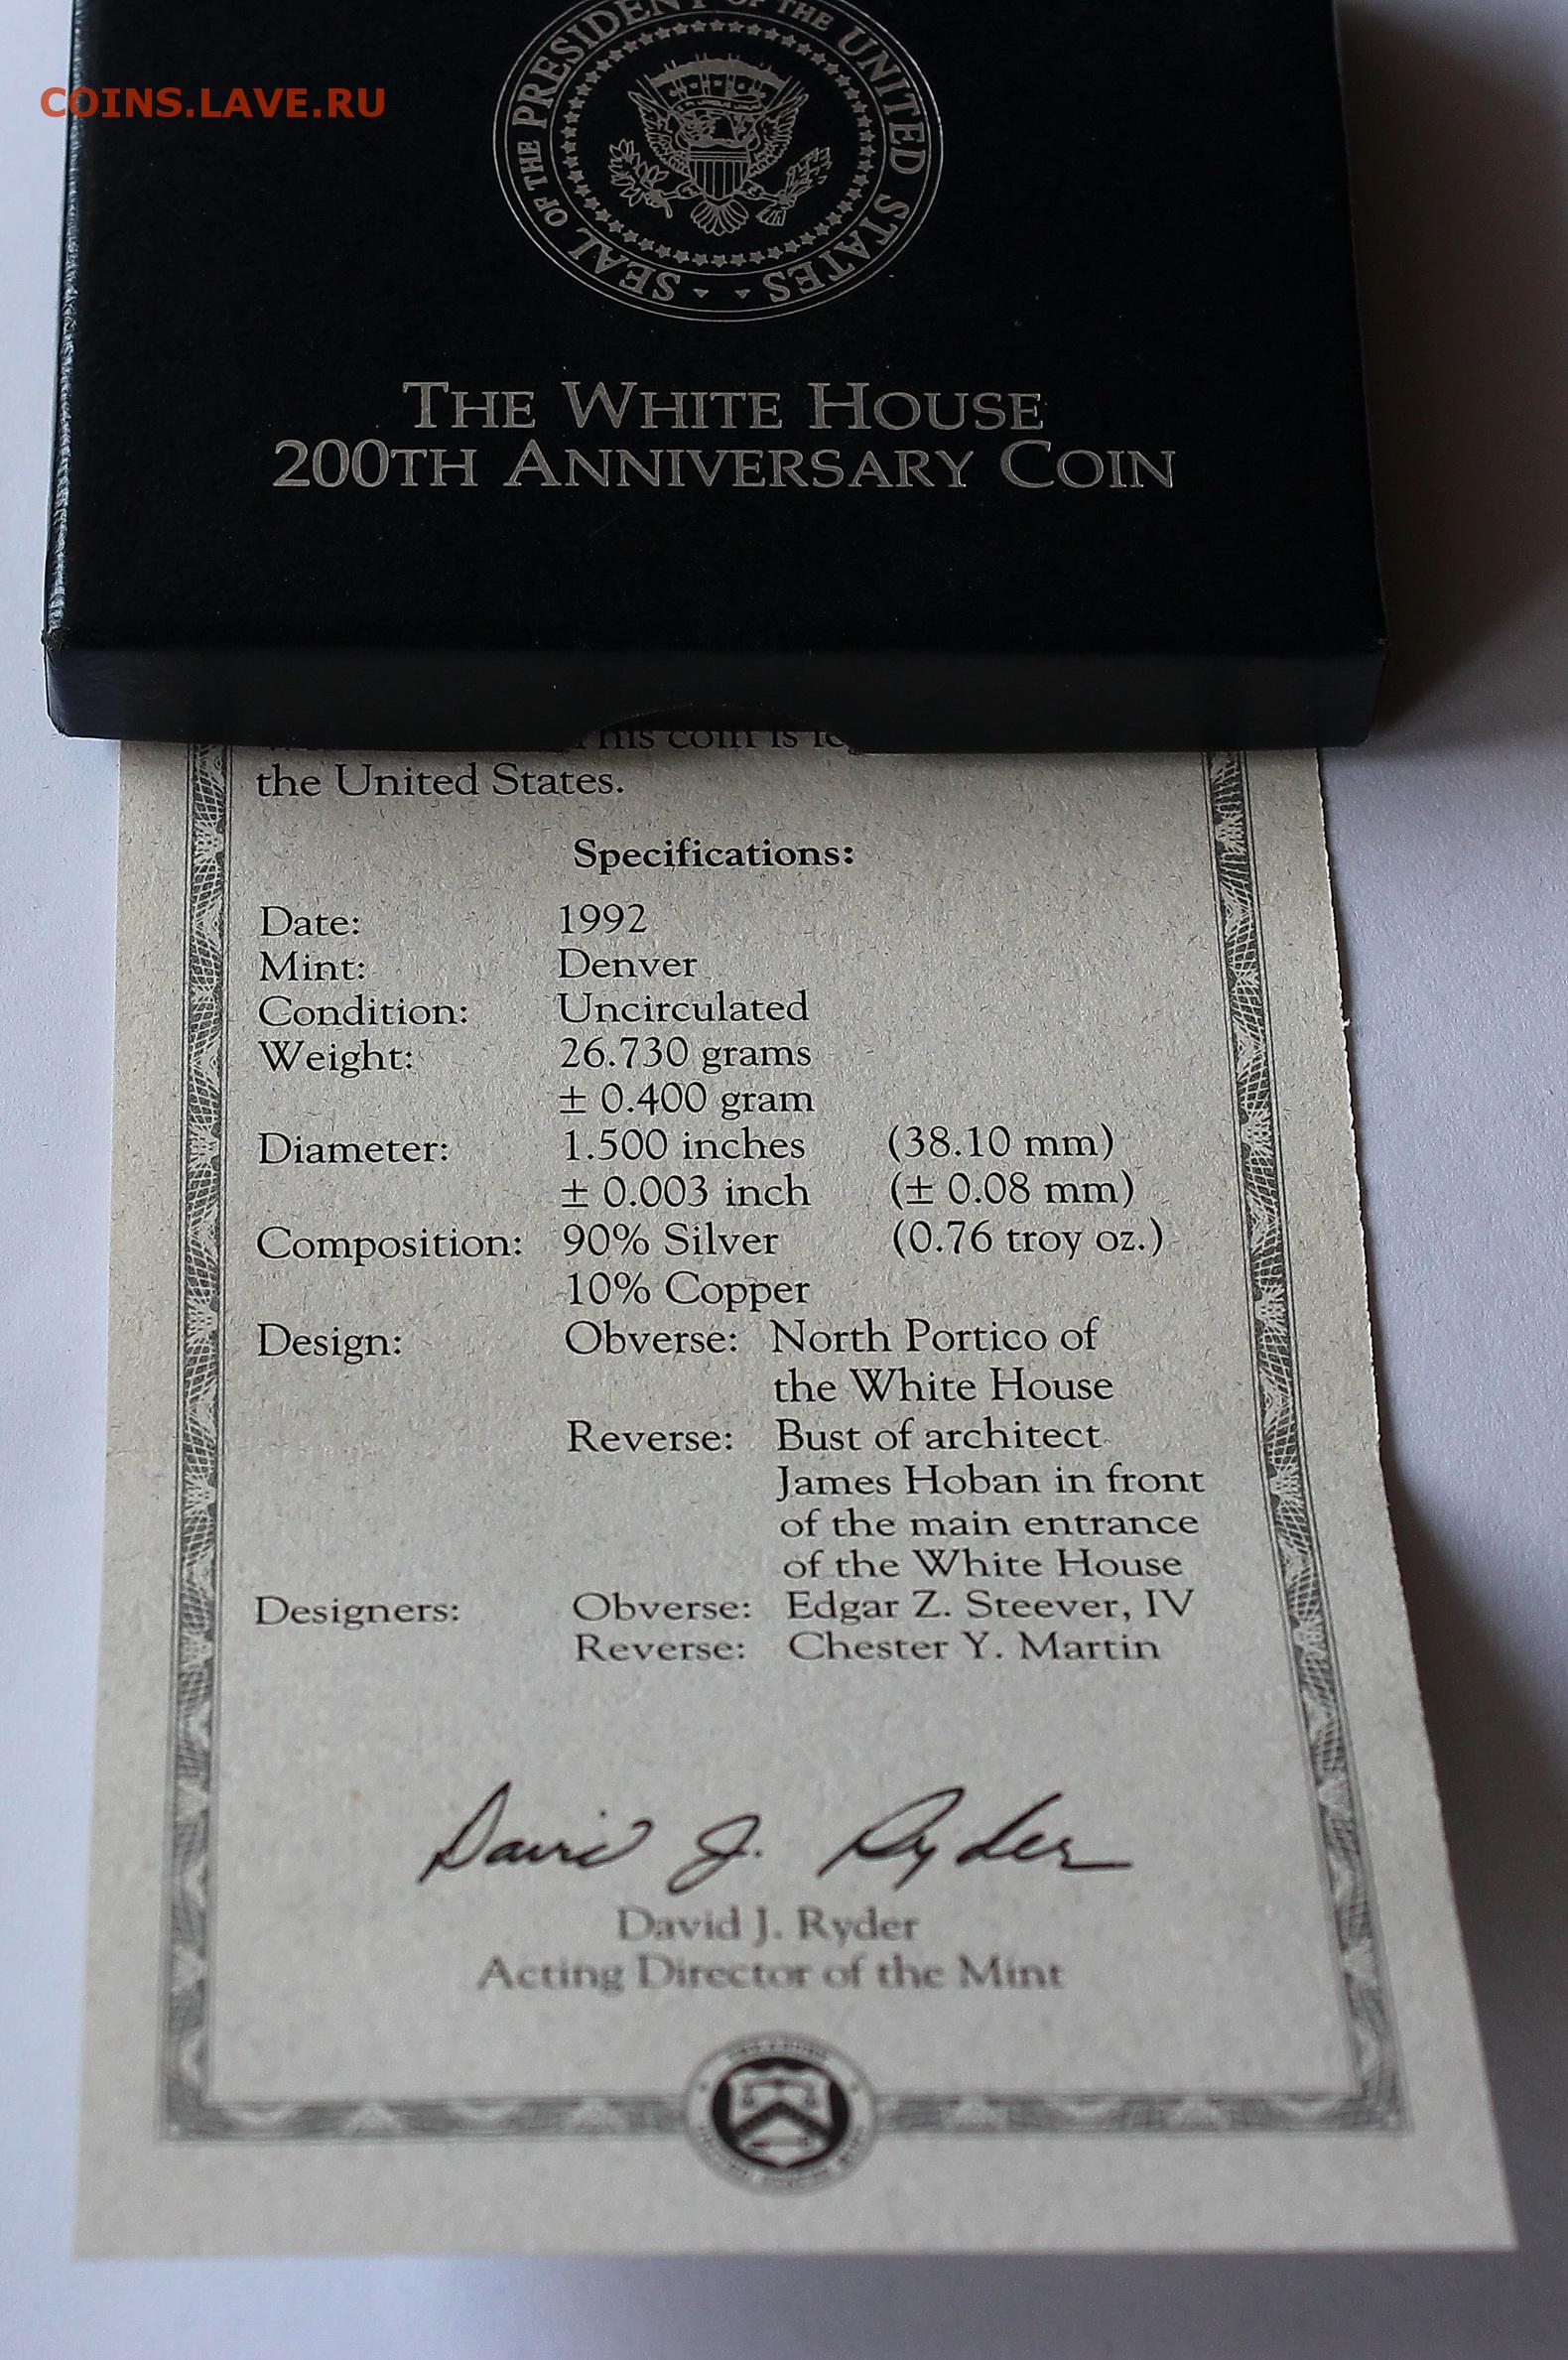 COINS.LAVE.RU
SEAL OF THE PRESIDENT OF THE UNITED STATES
THE WHITE HOUSE
200TH ANNIVERSARY COIN
This coin is
the United States.
Specifications:
Date: 1992
Mint: Denver
Condition: Uncirculated
Weight: 26.730 grams
± 0.400 gram
Diameter: 1.500 inches (38.10 mm)
± 0.003 inch (± 0.08 mm)
Composition: 90% Silver (0.76 troy oz.)
10% Copper
Design: Obverse: North Portico of
the White House
Reverse: Bust of architect
James Hoban in front
of the main entrance
of the White House
Designers: Obverse: Edgar Z. Steever, IV
Reverse: Chester Y. Martin
David J. Ryder
David J. Ryder
Acting Director of the Mint